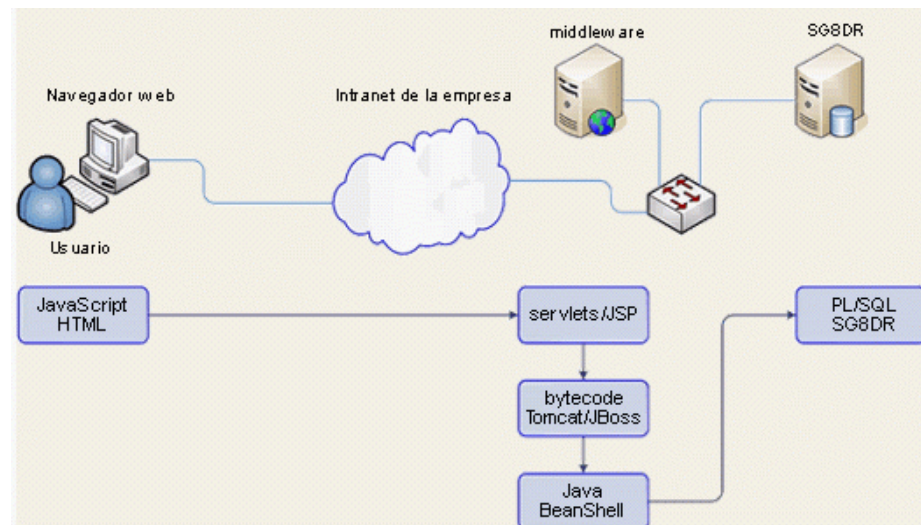 middleware
SG8DR
Navegador web
Intranet de la empresa
Usuario
JavaScript
HTML
servlets/JSP
PL/SQL
SG8DR
bytecode
Tomcat/JBoss
Java
BeanShell